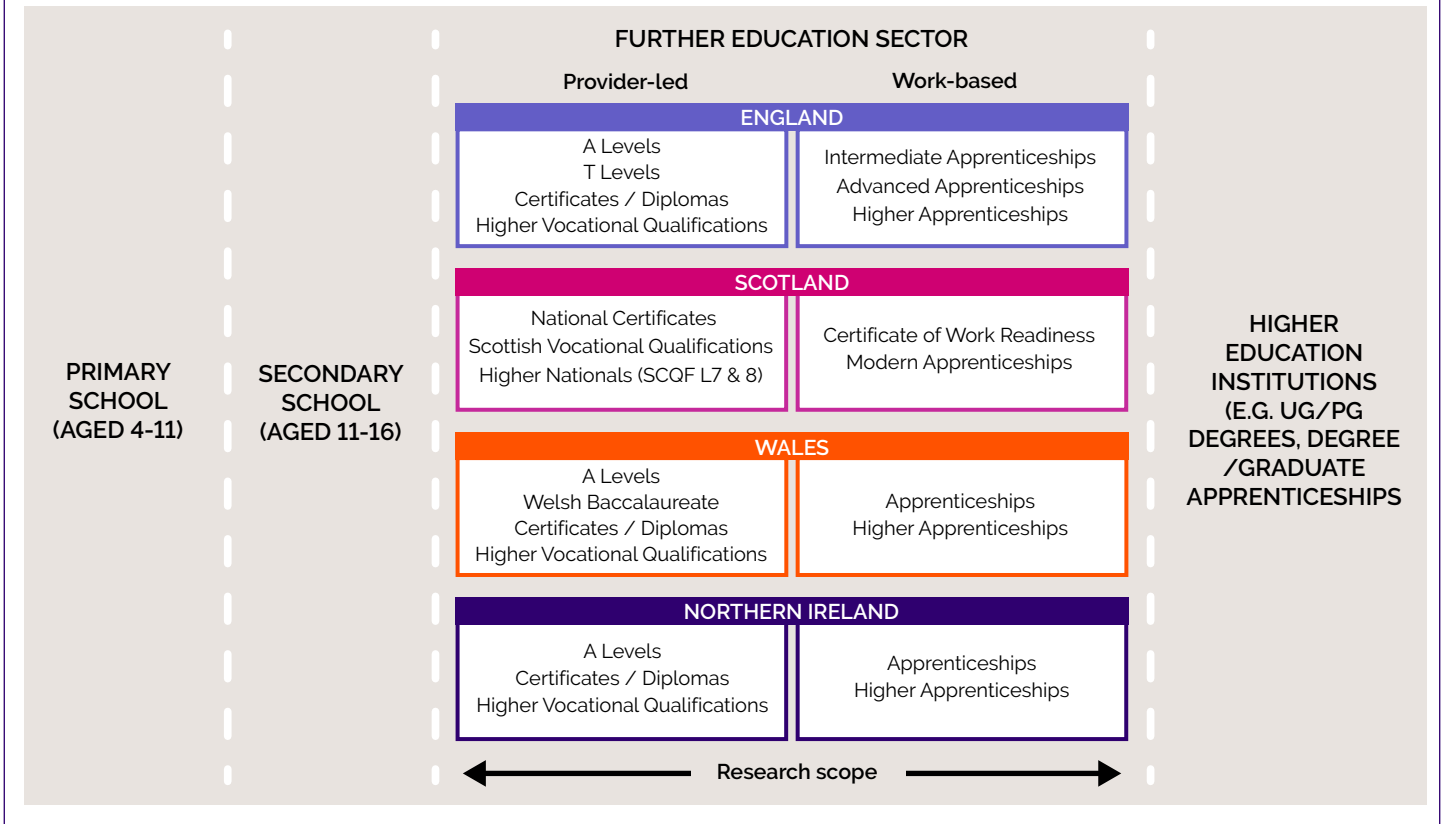 FURTHER EDUCATION SECTOR
Provider-led
Work-based
PRIMARY
SCHOOL
(AGED 4-11)
SECONDARY
SCHOOL
(AGED 11-16)
ENGLAND
A Levels
T Levels
Certificates / Diplomas
Higher Vocational Qualifications
Intermediate Apprenticeships
Advanced Apprenticeships
Higher Apprenticeships
SCOTLAND
National Certificates
Scottish Vocational Qualifications
Higher Nationals (SCQF L7 & 8)
Certificate of Work Readiness
Modern Apprenticeships
WALES
A Levels
Welsh Baccalaureate
Certificates / Diplomas
Higher Vocational Qualifications
Apprenticeships
Higher Apprenticeships
NORTHERN IRELAND
A Levels
Certificates / Diplomas
Higher Vocational Qualifications
Apprenticeships
Higher Apprenticeships
Research scope
HIGHER
EDUCATION
INSTITUTIONS
(E.G. UG/PG
DEGREES, DEGREE
/GRADUATE
APPRENTICESHIPS